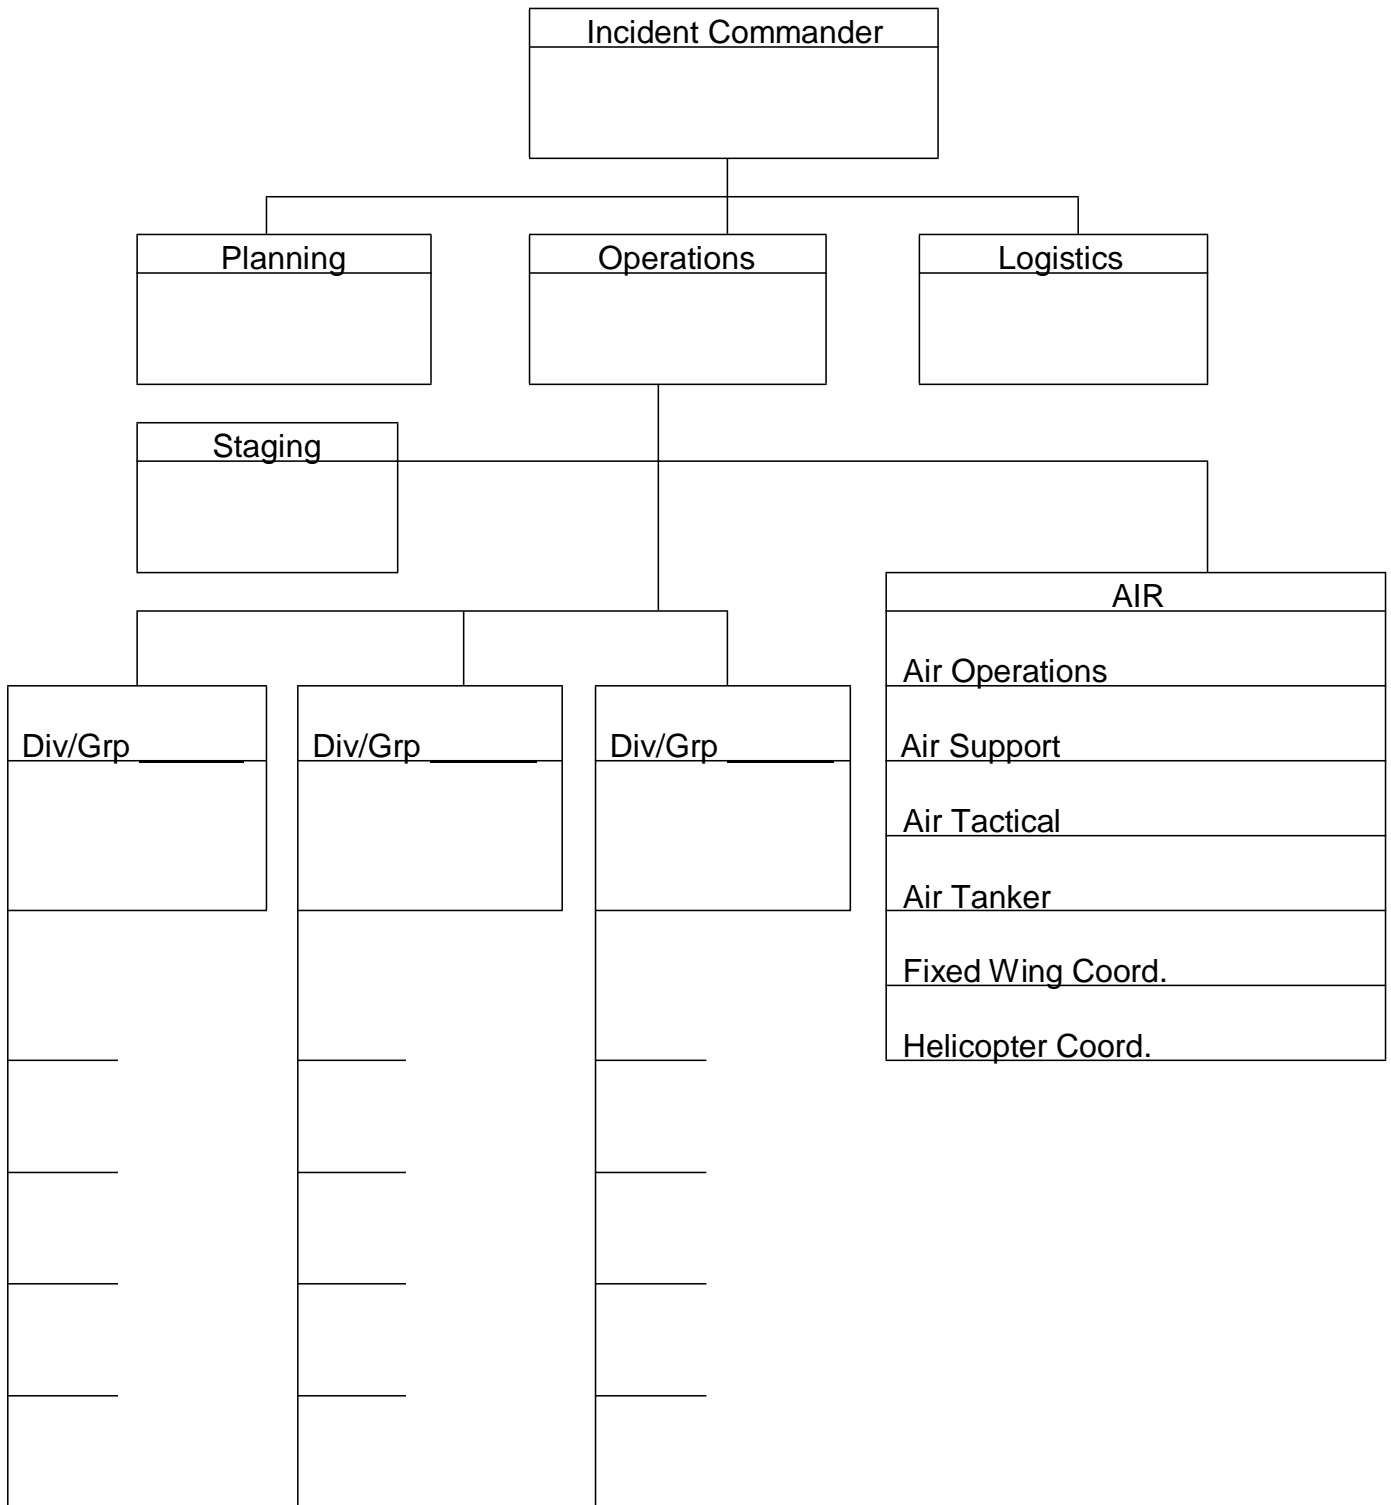 Incident Commander
Planning
Operations
Logistics
Staging
AIR
Air Operations
Div/Grp ______
Div/Grp ______
Div/Grp ______
Air Support
Air Tactical
Air Tanker
Fixed Wing Coord.
Helicopter Coord.